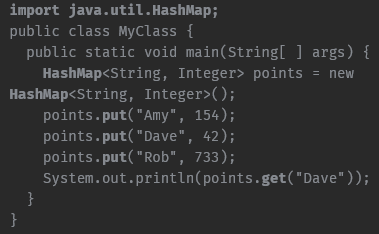 import java.util.HashMap;
public class MyClass {
  public static void main(String[ ] args) {
    HashMap<String, Integer> points = new
HashMap<String, Integer>();
    points.put("Amy", 154);
    points.put("Dave", 42);
    points.put("Rob", 733);
    System.out.println(points.get("Dave"));
  }
}